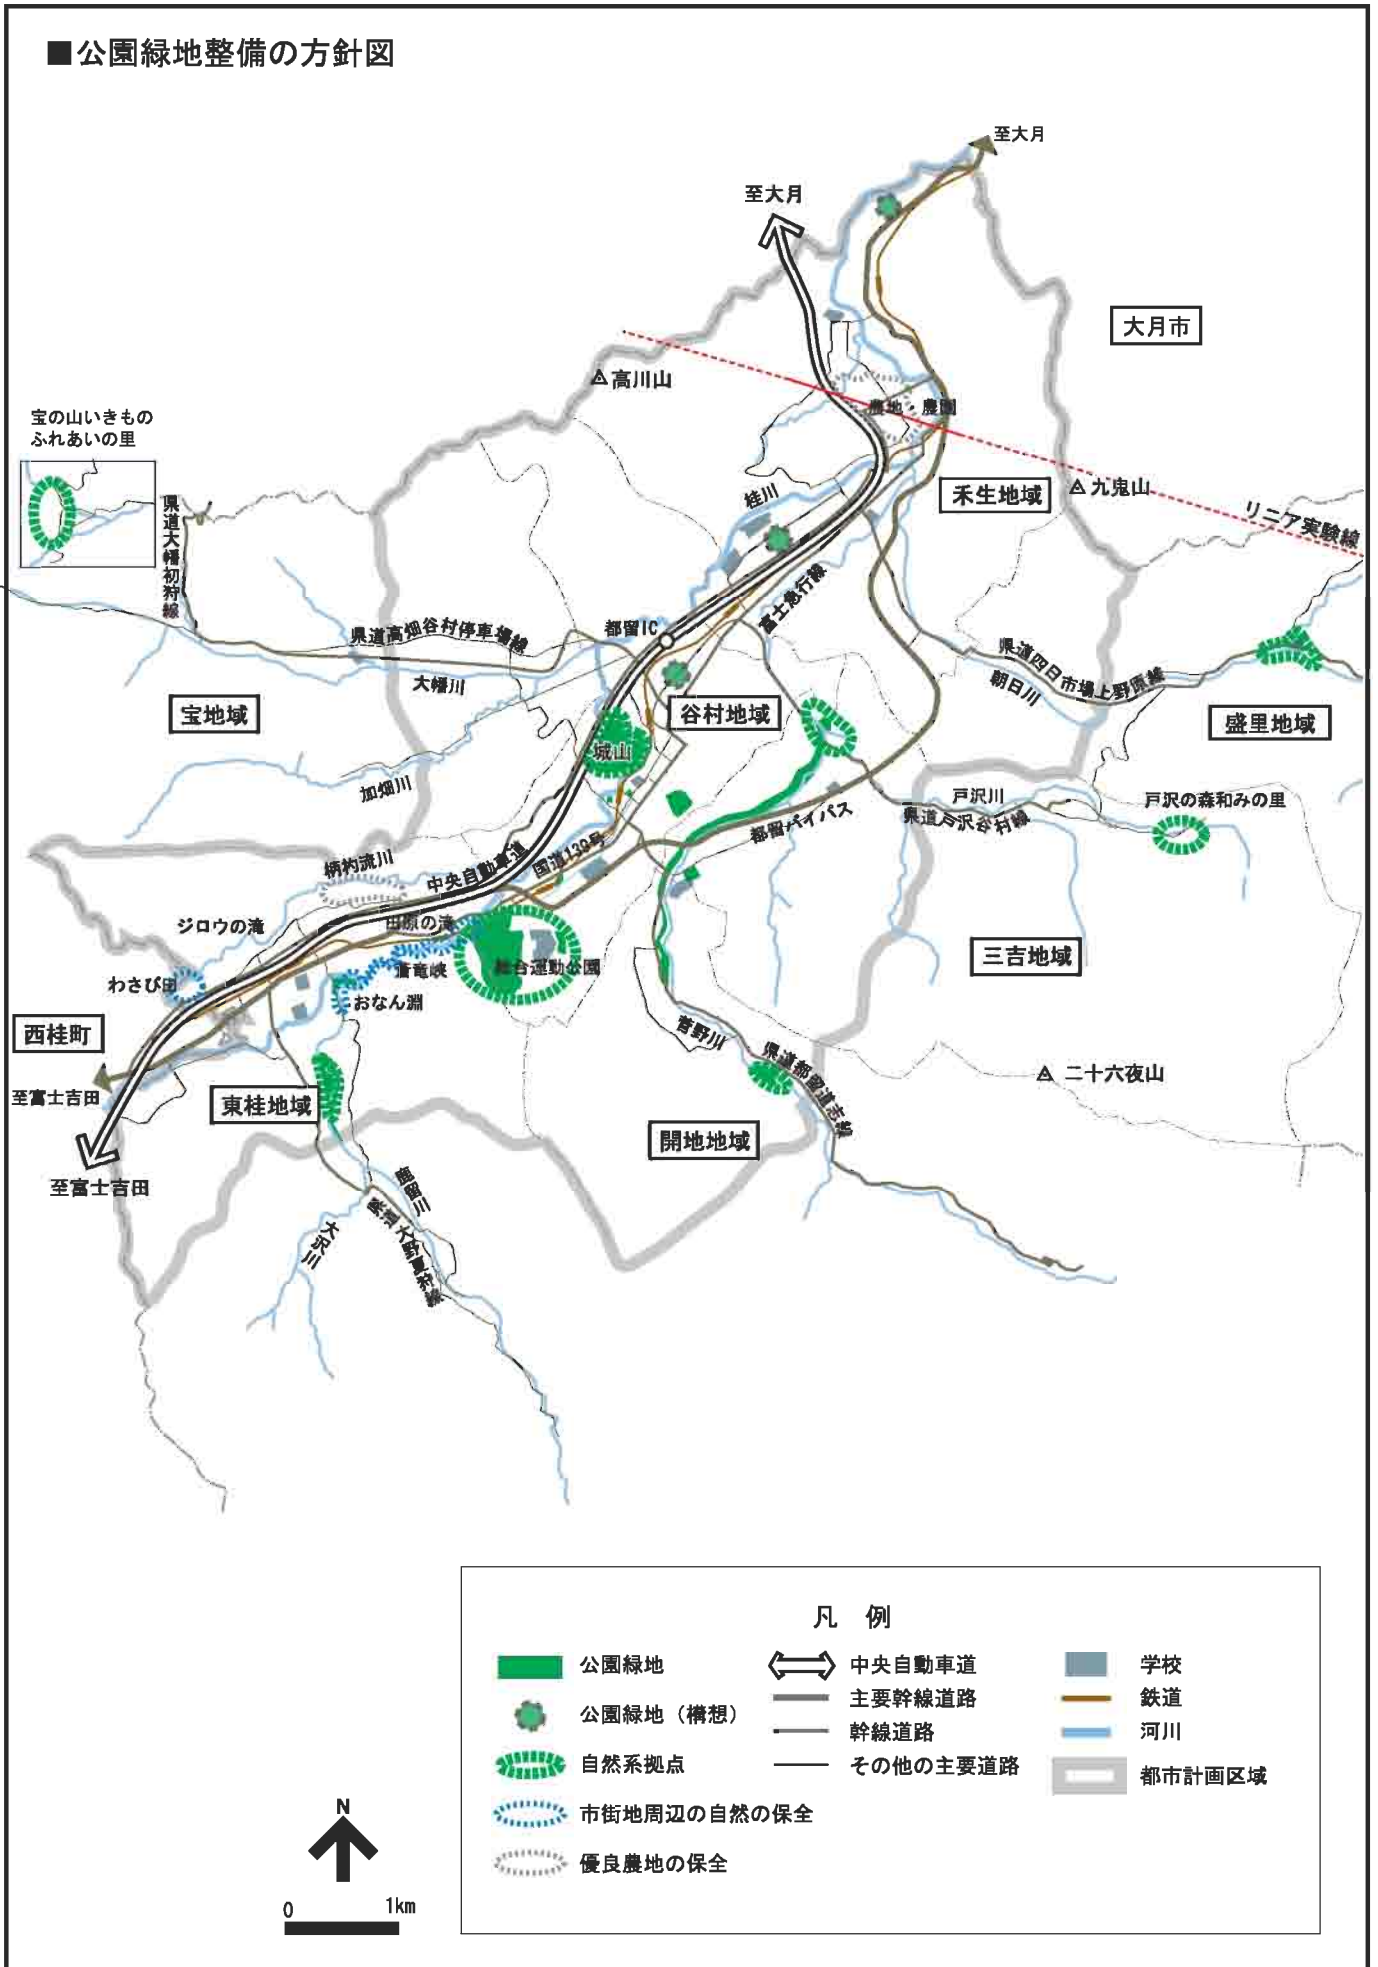 ■公園緑地整備の方針図
至大月
至大月
大月市
高川山
宝の山いきもの
ふれあいの里
農地・農園
桂川
禾生地域
九鬼山
リニア実験線
県道大幡初狩線
富士急行線
都留IC
県道高畑谷村停車場線
大幡川
県道四日市場上野原線
朝日川
宝地域
谷村地域
盛里地域
城山
加畑川
戸沢川
戸沢の森和みの里
県道戸沢谷村線
都留バイパス
国道139号
柄杓流川
中央自動車道
ジロウの滝
田原の滝
三吉地域
蒼竜峡
総合運動公園
わさび田
おなん淵
西桂町
菅野川
県道都留道志線
二十六夜山
至富士吉田
東桂地域
開地地域
至富士吉田
鹿留川
県道大野夏狩線
大沢川
凡 例
公園緑地
公園緑地（構想）
自然系拠点
市街地周辺の自然の保全
優良農地の保全
中央自動車道
主要幹線道路
幹線道路
その他の主要道路
学校
鉄道
河川
都市計画区域
N
0 1km